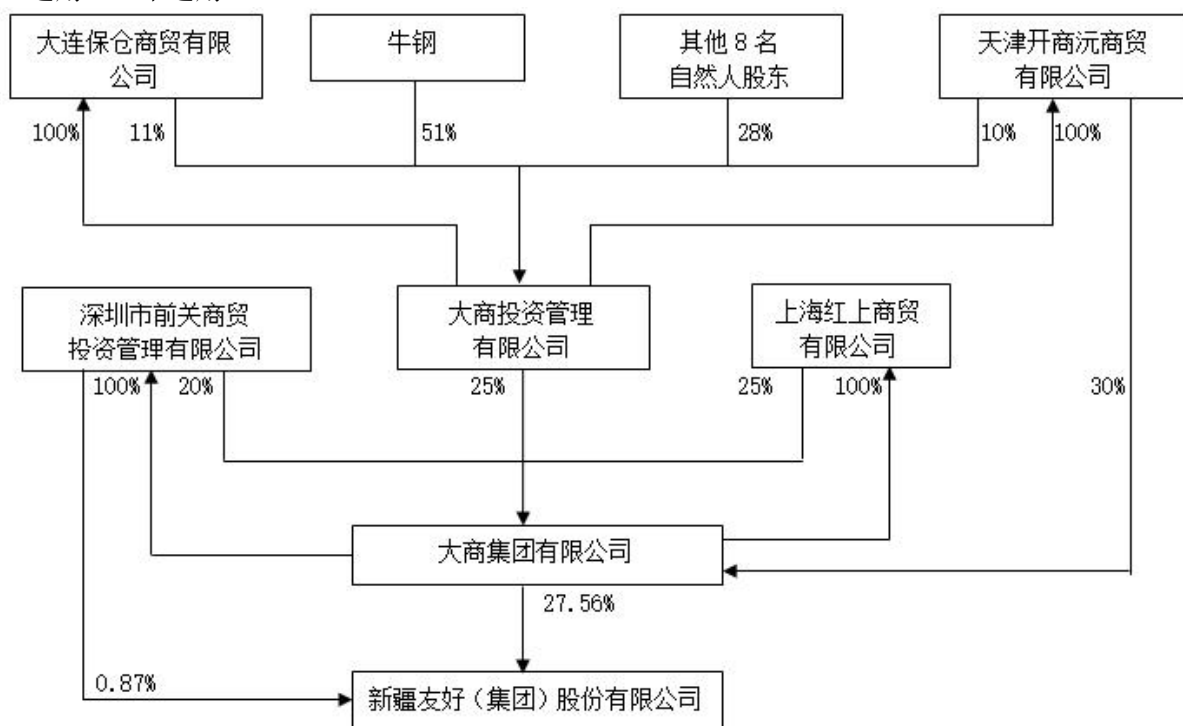 大连保仓商贸有限
公司
牛钢
其他8名
自然人股东
天津开商沅商贸
有限公司
100%
11%
51%
28%
10%
100%
深圳市前关商贸
投资管理有限公司
大商投资管理
有限公司
上海红上商贸
有限公司
100%
20%
25%
25%
100%
30%
大商集团有限公司
27.56%
0.87%
新疆友好（集团）股份有限公司